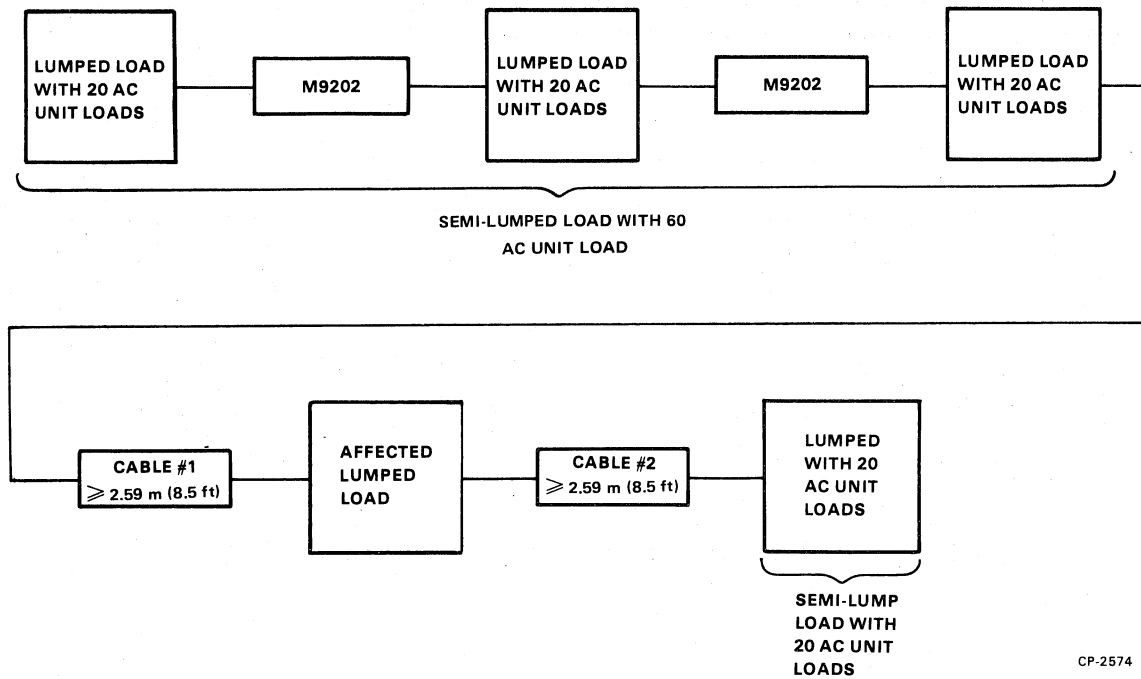 LUMPED LOAD
WITH 20 AC
UNIT LOADS
M9202
LUMPED LOAD
WITH 20 AC
UNIT LOADS
M9202
LUMPED LOAD
WITH 20 AC
UNIT LOADS
SEMI-LUMPED LOAD WITH 60
AC UNIT LOAD
CABLE #1
⩾ 2.59 m (8.5 ft)
AFFECTED
LUMPED
LOAD
CABLE #2
⩾ 2.59 m (8.5 ft)
LUMPED
WITH 20
AC UNIT
LOADS
SEMI-LUMP
LOAD WITH
20 AC UNIT
LOADS
CP-2574